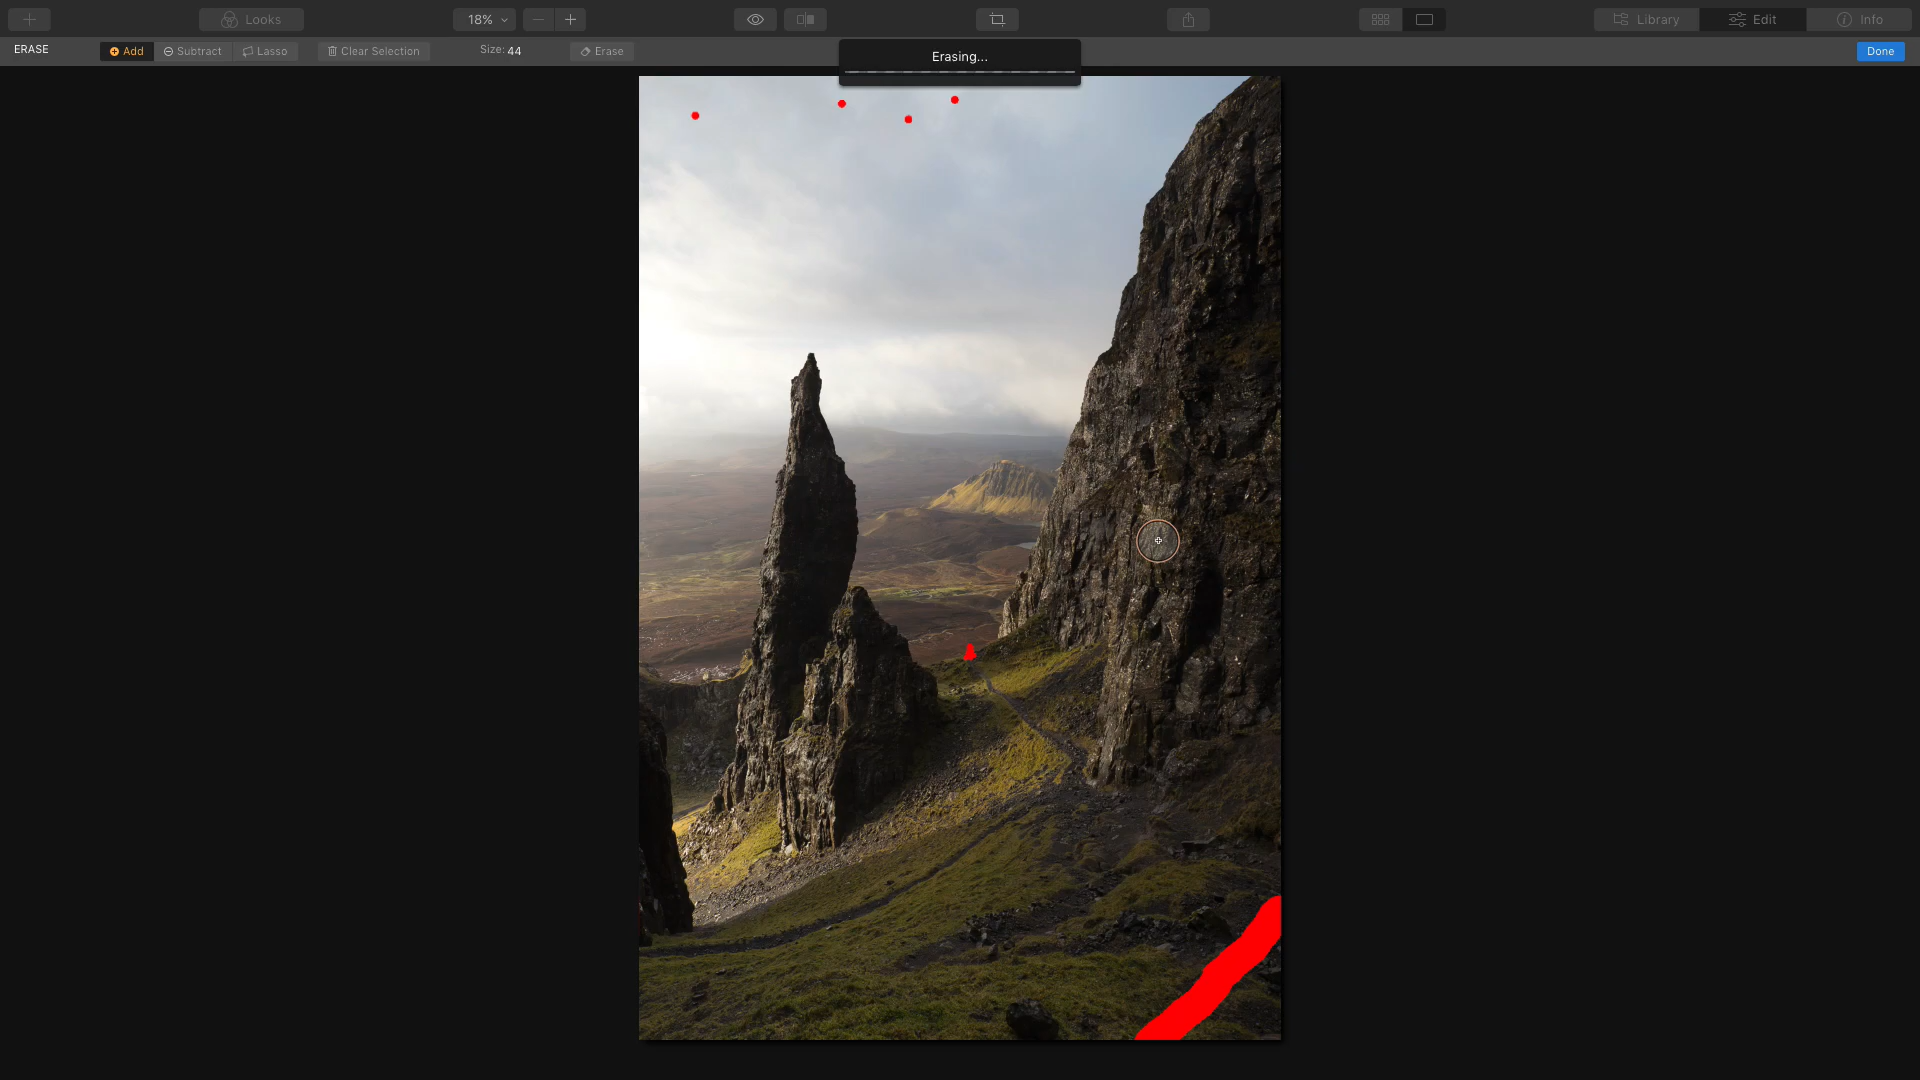 Looks
18%
Library
Edit
Info
ERASE
Add
Subtract
Lasso
Clear Selection
Size: 44
Erase
Erasing...
Done